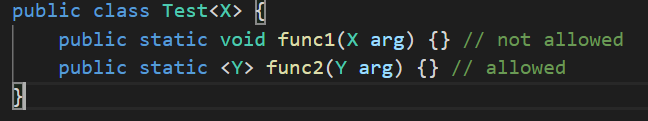 public class Test<X> {
public static void func1(X arg) {} // not allowed
public static <Y> func2(Y arg) {} // allowed
}